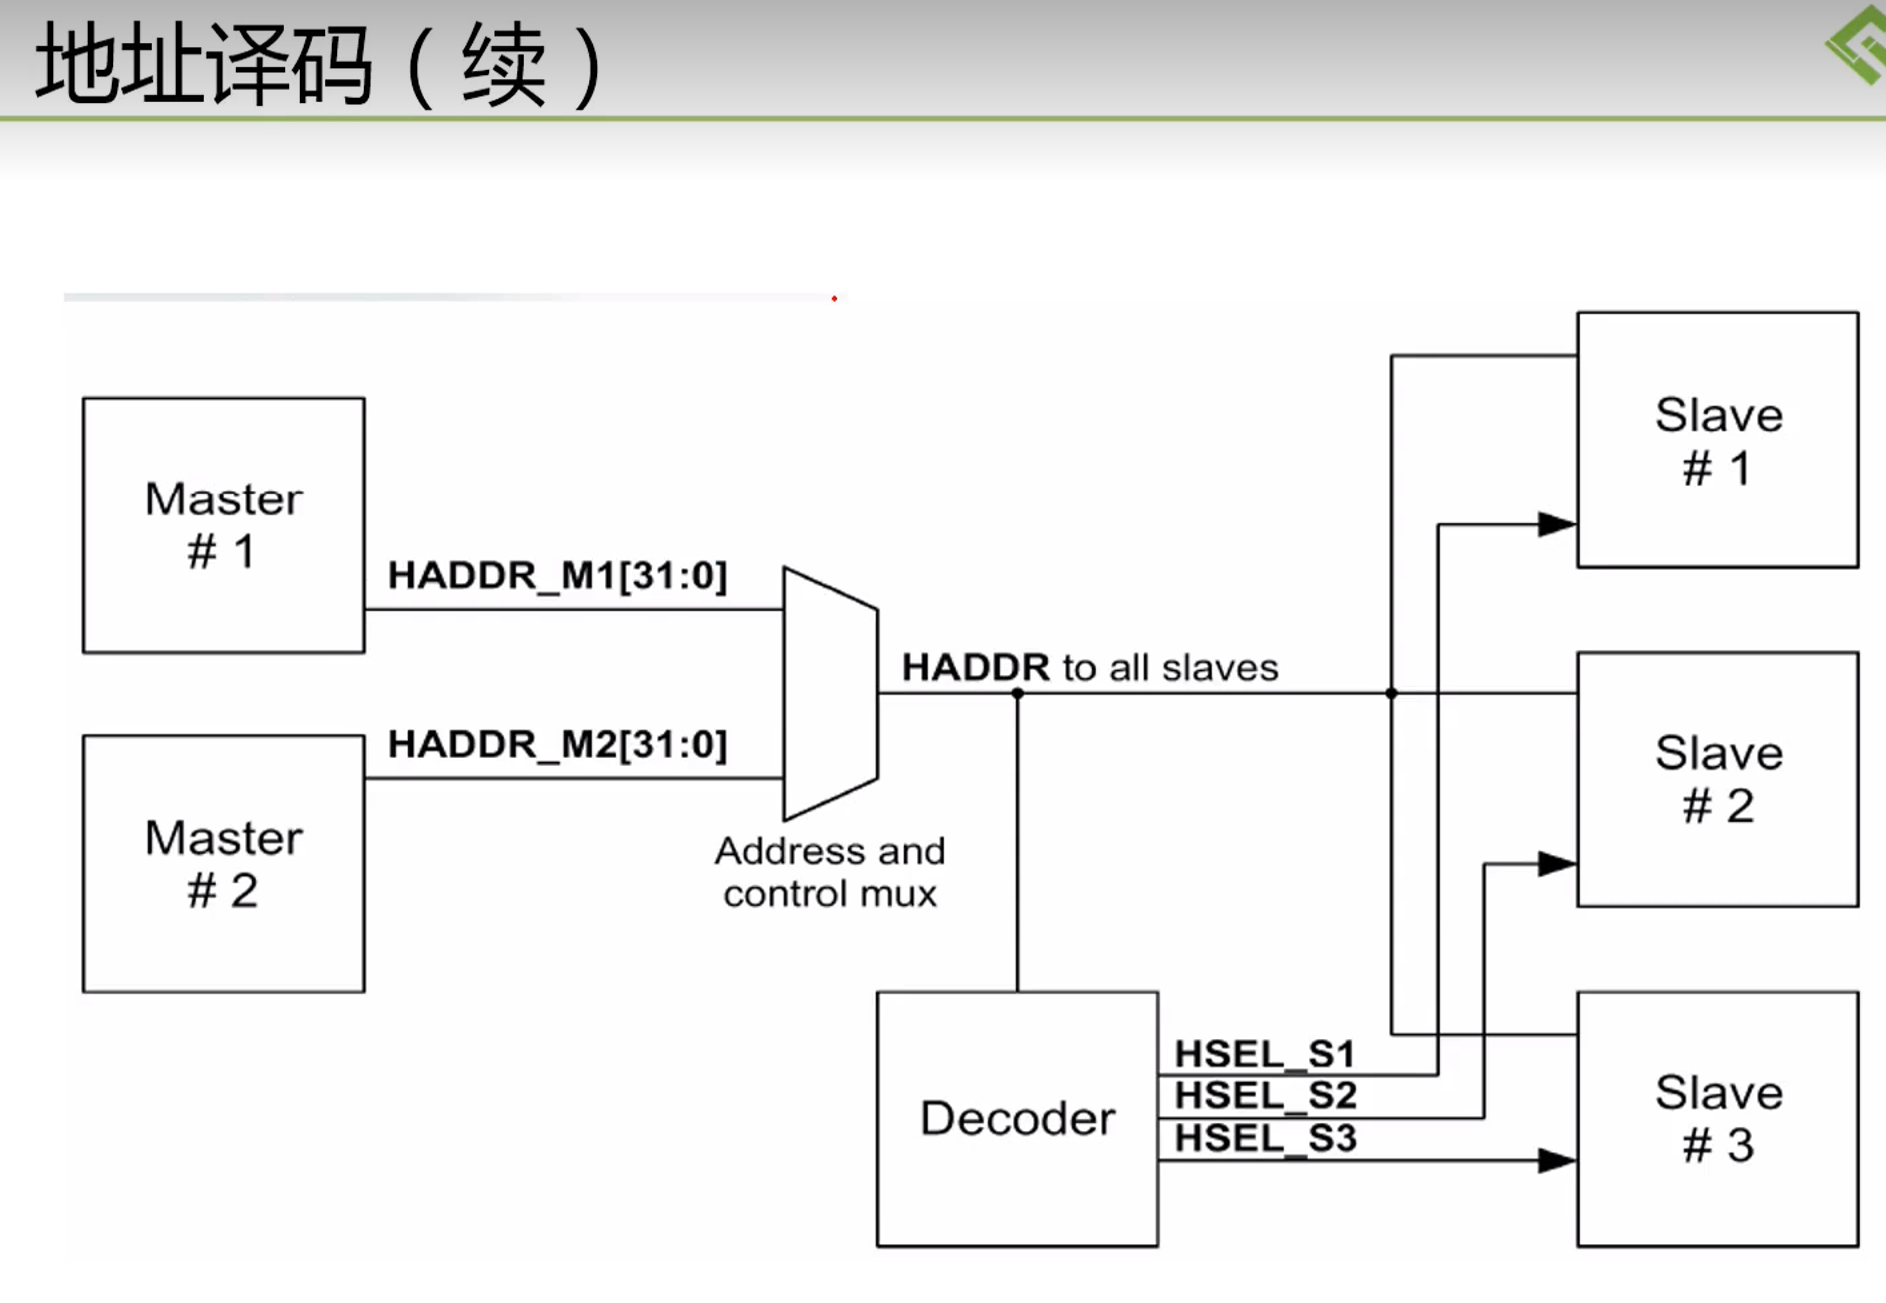 地址译码（续）
Master
# 1
HADDR_M1[31:0]
Master
# 2
HADDR_M2[31:0]
Address and
control mux
HADDR to all slaves
Decoder
HSEL_S1
HSEL_S2
HSEL_S3
Slave
# 1
Slave
# 2
Slave
# 3